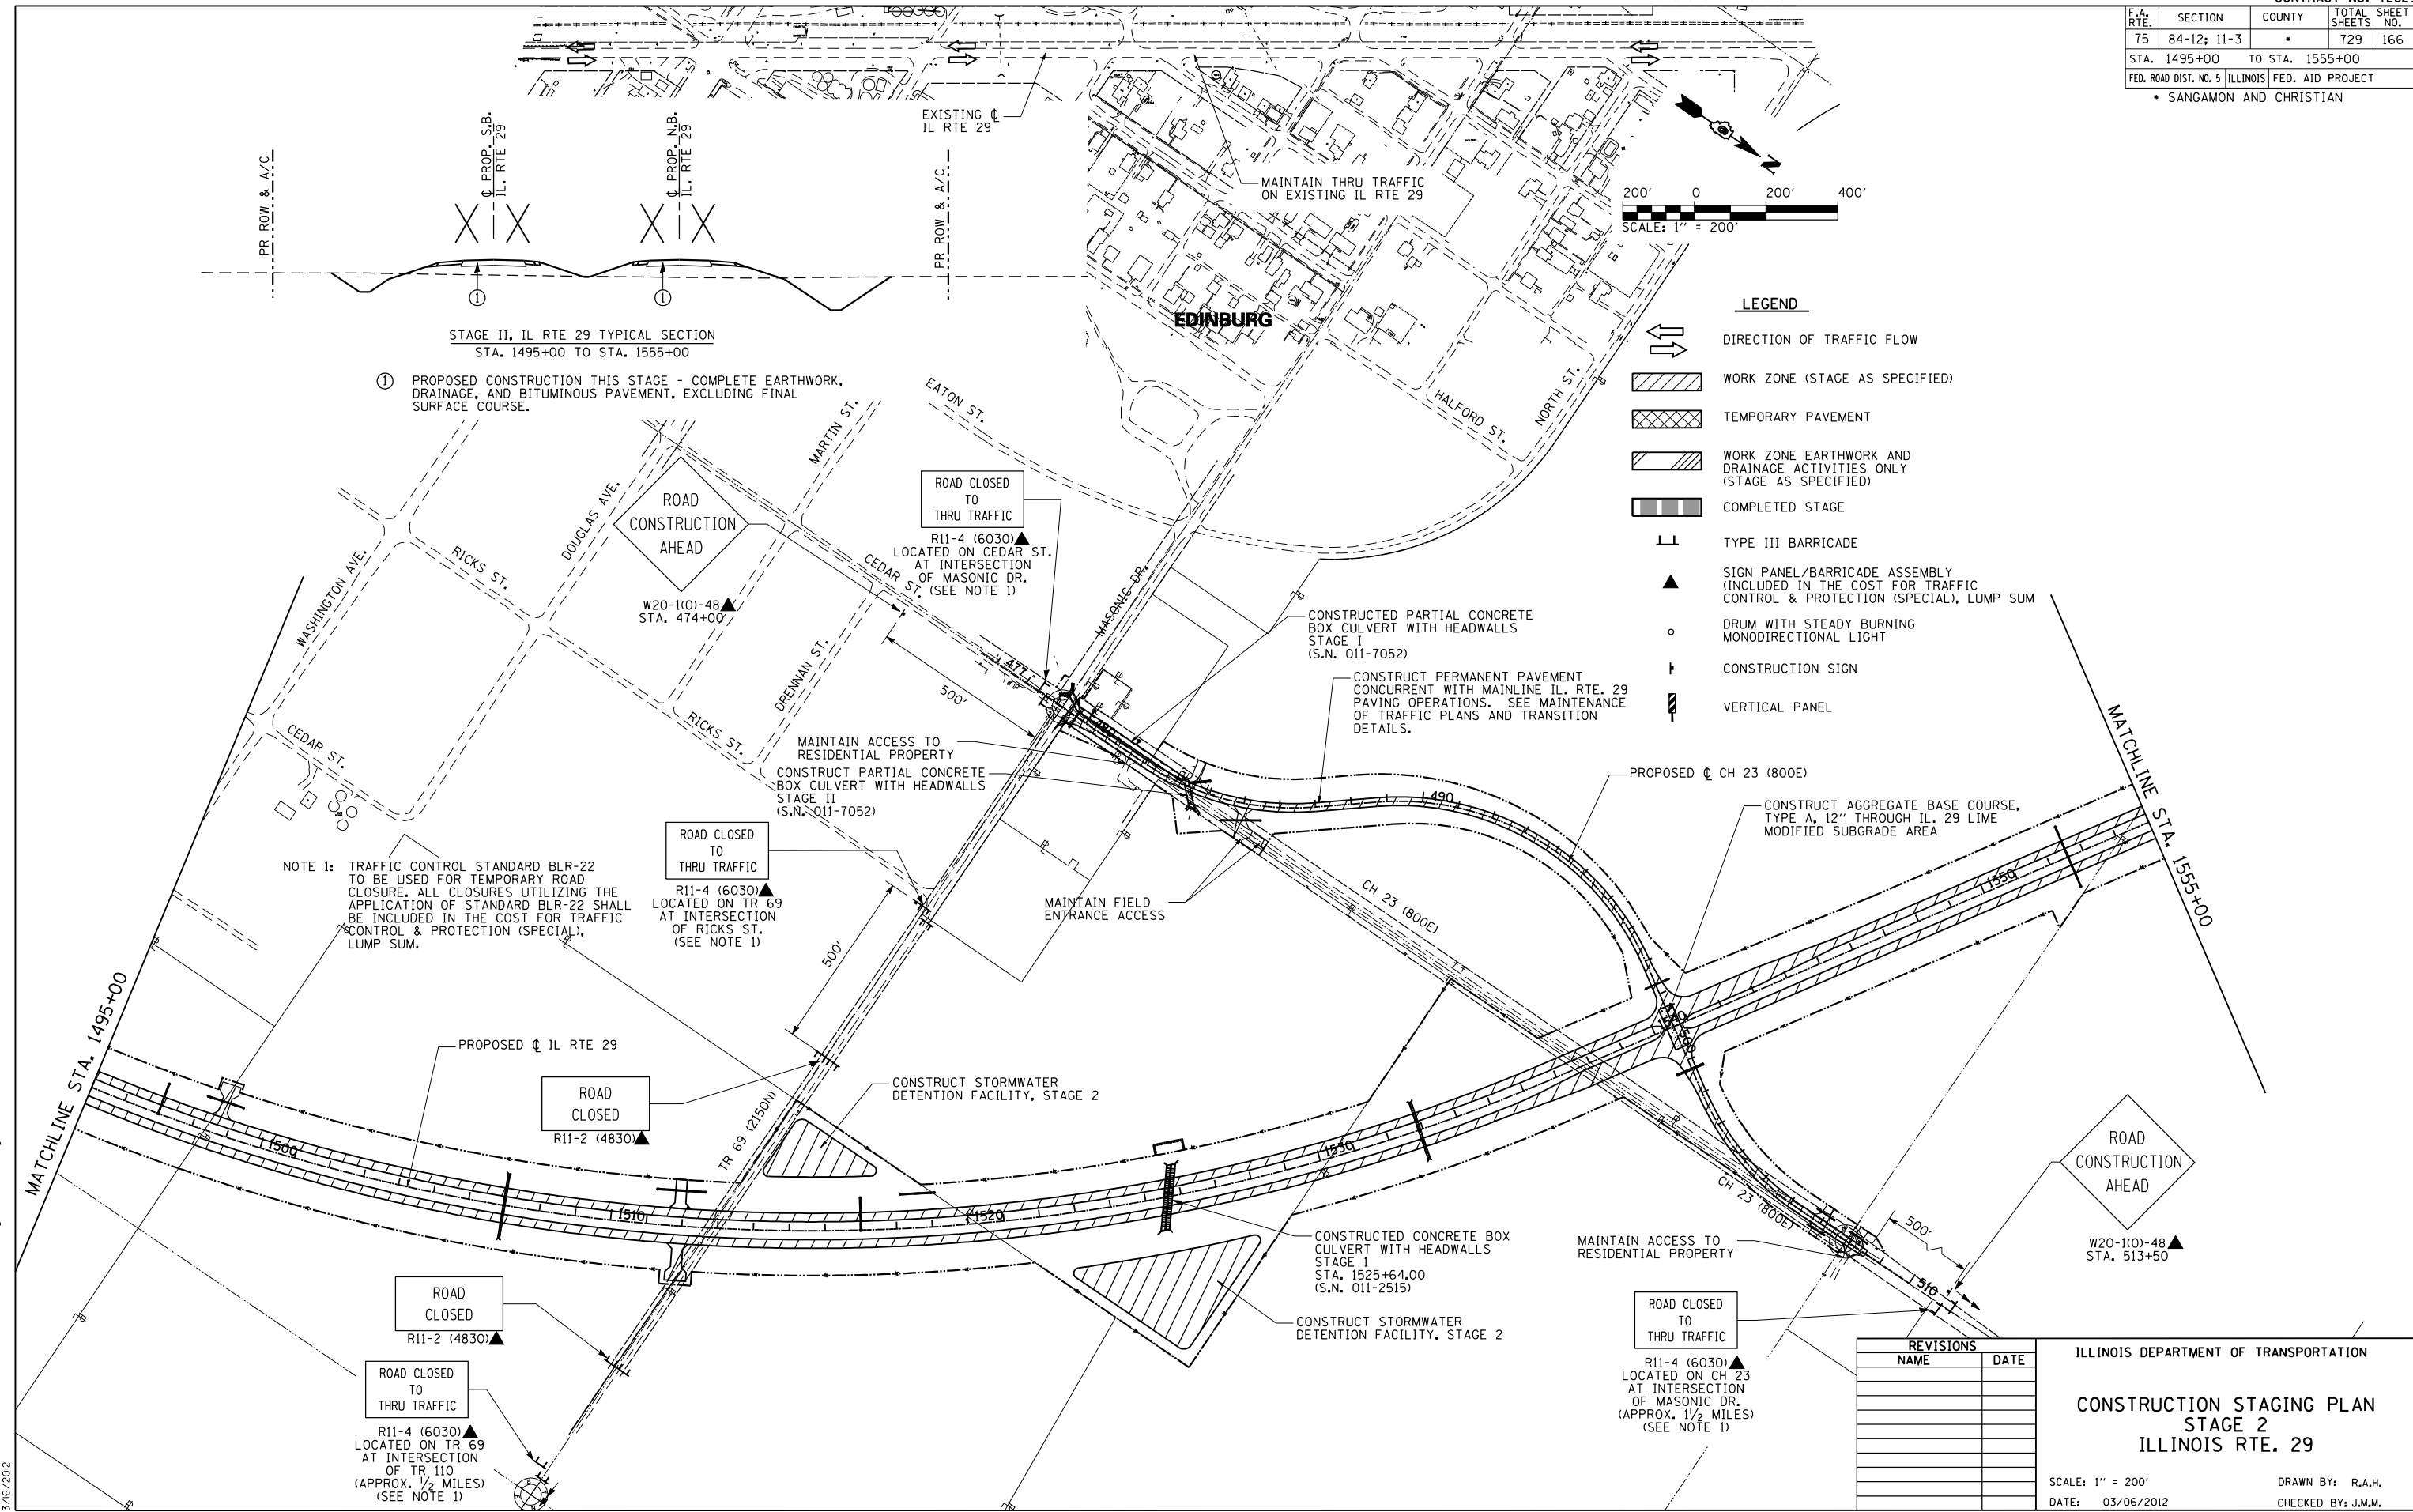 F.A. RTE.
SECTION
COUNTY
TOTAL SHEETS
SHEET NO.
75
84-12; 11-3
•
729
166
STA. 1495+00 TO STA. 1555+00
FED. ROAD DIST. NO. 5
ILLINOIS
FED. AID PROJECT
• SANGAMON AND CHRISTIAN
EXISTING ℄
IL RTE 29
MAINTAIN THRU TRAFFIC
ON EXISTING IL RTE 29
N
200'
0
200'
400'
SCALE: 1'' = 200'
PR ROW & A/C
℄ PROP. S.B.
IL. RTE 29
℄ PROP. N.B.
IL. RTE 29
PR ROW & A/C
1
1
STAGE II, IL RTE 29 TYPICAL SECTION
STA. 1495+00 TO STA. 1555+00
1 PROPOSED CONSTRUCTION THIS STAGE - COMPLETE EARTHWORK,
DRAINAGE, AND BITUMINOUS PAVEMENT, EXCLUDING FINAL
SURFACE COURSE.
EDINBURG
LEGEND
DIRECTION OF TRAFFIC FLOW
WORK ZONE (STAGE AS SPECIFIED)
TEMPORARY PAVEMENT
WORK ZONE EARTHWORK AND
DRAINAGE ACTIVITIES ONLY
(STAGE AS SPECIFIED)
COMPLETED STAGE
TYPE III BARRICADE
SIGN PANEL/BARRICADE ASSEMBLY
(INCLUDED IN THE COST FOR TRAFFIC
CONTROL & PROTECTION (SPECIAL), LUMP SUM
DRUM WITH STEADY BURNING
MONODIRECTIONAL LIGHT
CONSTRUCTION SIGN
VERTICAL PANEL
EATON ST.
HALFORD ST.
NORTH ST.
MARTIN ST.
DOUGLAS AVE.
WASHINGTON AVE.
RICKS ST.
CEDAR ST.
MASONIC DR.
DRENNAN ST.
RICKS ST.
CEDAR ST.
ROAD
CONSTRUCTION
AHEAD
W20-1(O)-48
STA. 474+00
ROAD CLOSED
TO
THRU TRAFFIC
R11-4 (6030)
LOCATED ON CEDAR ST.
AT INTERSECTION
OF MASONIC DR.
(SEE NOTE 1)
477
500'
480
CONSTRUCTED PARTIAL CONCRETE
BOX CULVERT WITH HEADWALLS
STAGE I
(S.N. 011-7052)
CONSTRUCT PERMANENT PAVEMENT
CONCURRENT WITH MAINLINE IL. RTE. 29
PAVING OPERATIONS. SEE MAINTENANCE
OF TRAFFIC PLANS AND TRANSITION
DETAILS.
MAINTAIN ACCESS TO
RESIDENTIAL PROPERTY
CONSTRUCT PARTIAL CONCRETE
BOX CULVERT WITH HEADWALLS
STAGE II
(S.N. 011-7052)
490
PROPOSED ℄ CH 23 (800E)
CONSTRUCT AGGREGATE BASE COURSE,
TYPE A, 12'' THROUGH IL. 29 LIME
MODIFIED SUBGRADE AREA
MATCHLINE STA. 1555+00
ROAD CLOSED
TO
THRU TRAFFIC
R11-4 (6030)
LOCATED ON TR 69
AT INTERSECTION
OF RICKS ST.
(SEE NOTE 1)
NOTE 1: TRAFFIC CONTROL STANDARD BLR-22
TO BE USED FOR TEMPORARY ROAD
CLOSURE. ALL CLOSURES UTILIZING THE
APPLICATION OF STANDARD BLR-22 SHALL
BE INCLUDED IN THE COST FOR TRAFFIC
CONTROL & PROTECTION (SPECIAL),
LUMP SUM.
500'
MAINTAIN FIELD
ENTRANCE ACCESS
CH 23 (800E)
1550
500
MATCHLINE STA. 1495+00
PROPOSED ℄ IL RTE 29
ROAD
CLOSED
R11-2 (4830)
CONSTRUCT STORMWATER
DETENTION FACILITY, STAGE 2
TR 69 (2150N)
1500
1510
1520
1530
CONSTRUCTED CONCRETE BOX
CULVERT WITH HEADWALLS
STAGE 1
STA. 1525+64.00
(S.N. 011-2515)
CONSTRUCT STORMWATER
DETENTION FACILITY, STAGE 2
CH 23 (800E)
MAINTAIN ACCESS TO
RESIDENTIAL PROPERTY
500'
510
ROAD
CONSTRUCTION
AHEAD
W20-1(O)-48
STA. 513+50
ROAD
CLOSED
R11-2 (4830)
ROAD CLOSED
TO
THRU TRAFFIC
R11-4 (6030)
LOCATED ON TR 69
AT INTERSECTION
OF TR 110
(APPROX. 1/2 MILES)
(SEE NOTE 1)
ROAD CLOSED
TO
THRU TRAFFIC
R11-4 (6030)
LOCATED ON CH 23
AT INTERSECTION
OF MASONIC DR.
(APPROX. 1 1/2 MILES)
(SEE NOTE 1)
REVISIONS
NAME
DATE
ILLINOIS DEPARTMENT OF TRANSPORTATION
CONSTRUCTION STAGING PLAN
STAGE 2
ILLINOIS RTE. 29
SCALE: 1'' = 200'
DRAWN BY: R.A.H.
DATE: 03/06/2012
CHECKED BY: J.M.M.
3/16/2012